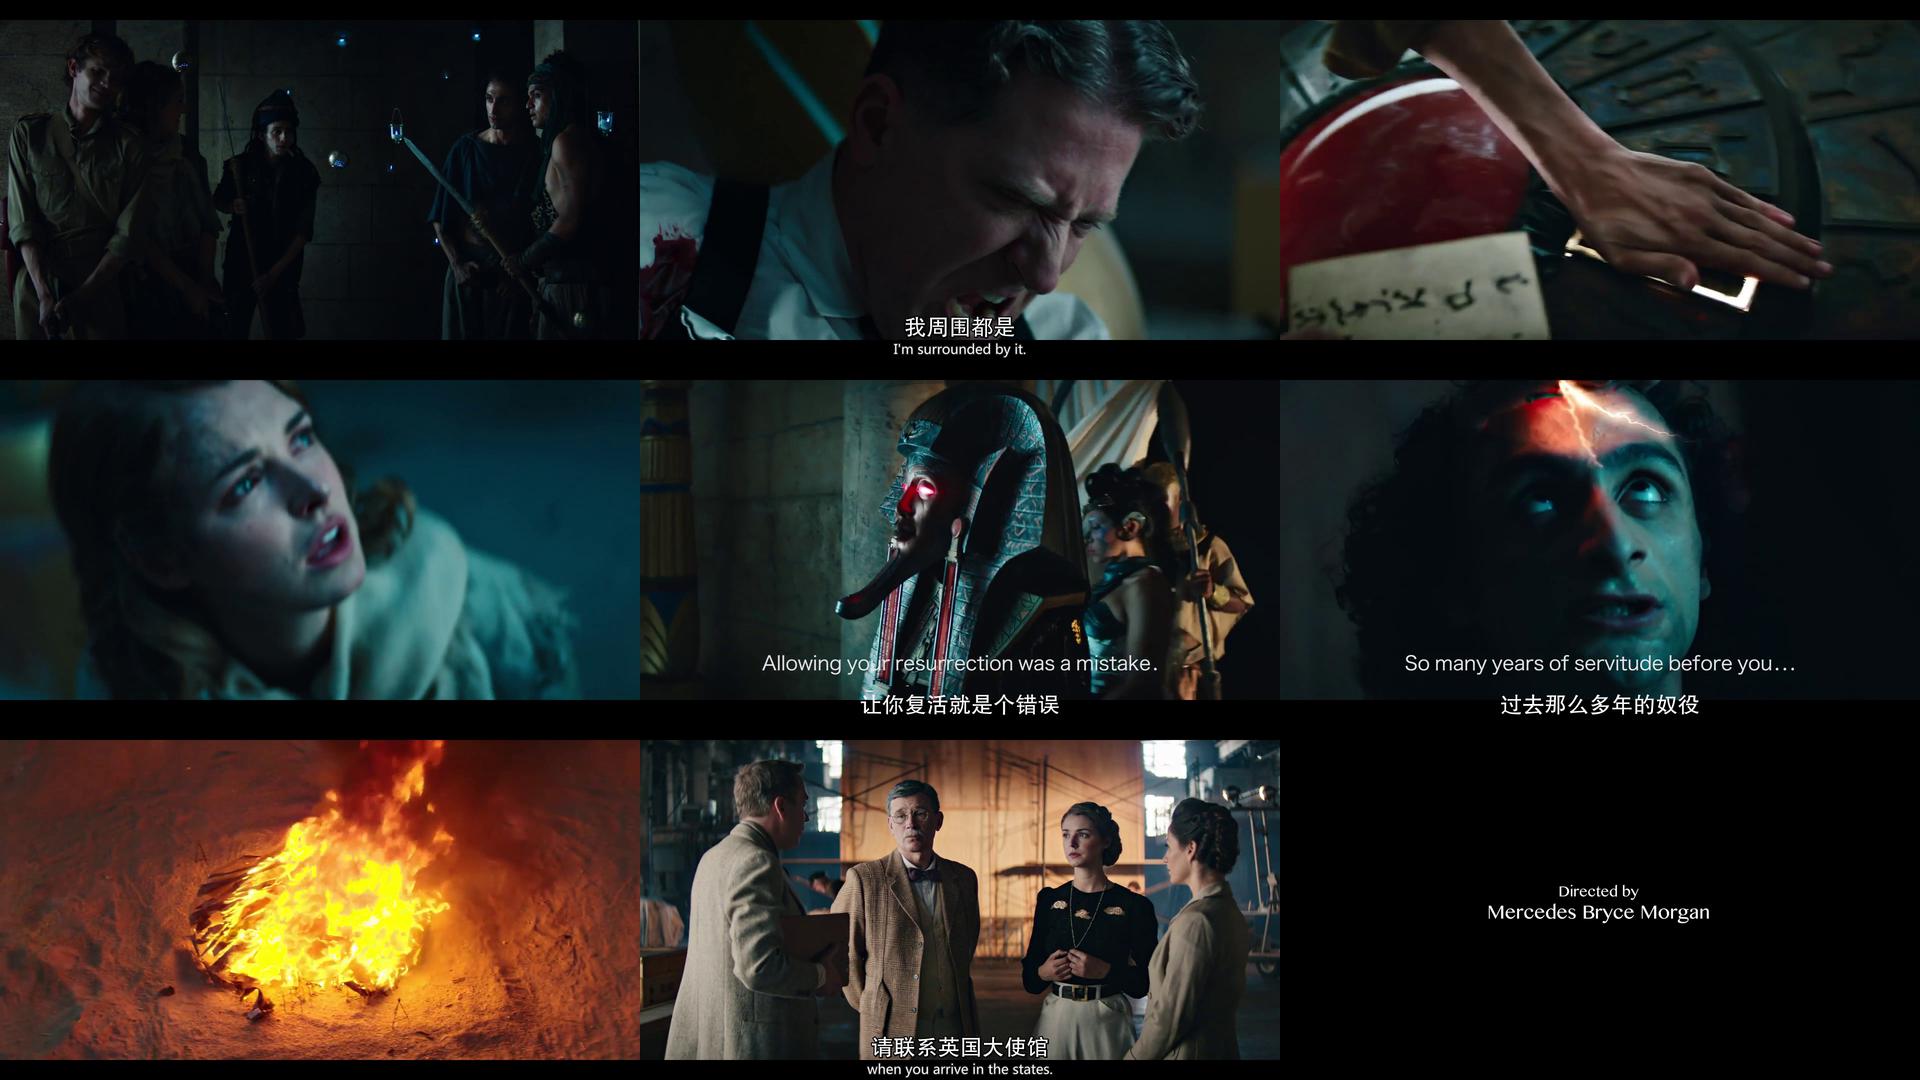 我周围都是
I'm surrounded by it.
Allowing your resurrection was a mistake.
让你复活就是个错误
So many years of servitude before you...
过去那么多年的奴役
请联系英国大使馆
when you arrive in the states.
Directed by
Mercedes Bryce Morgan